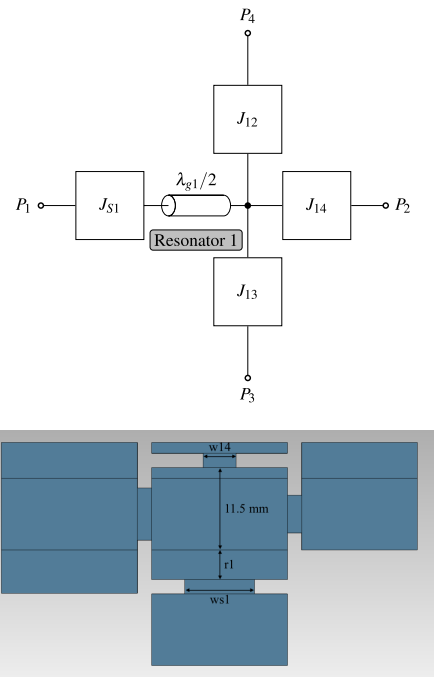 P4
J12
λg1/2
P1
JS1
J14
P2
Resonator 1
J13
P3
w14
11.5 mm
r1
ws1